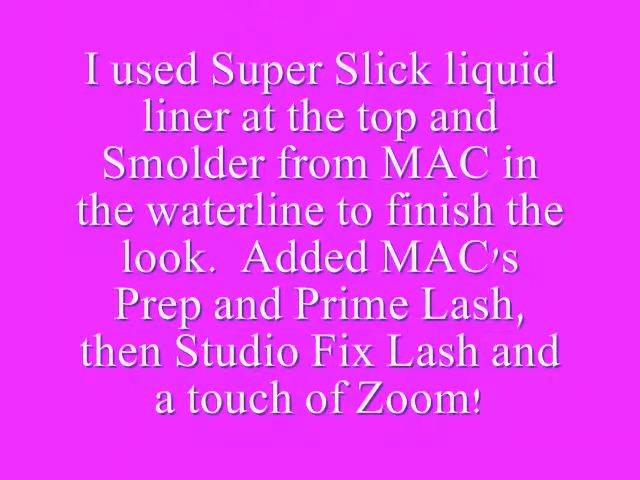 I used Super Slick liquid
liner at the top and
Smolder from MAC in
the waterline to finish the
look.  Added MAC's
Prep and Prime Lash,
then Studio Fix Lash and
a touch of Zoom!